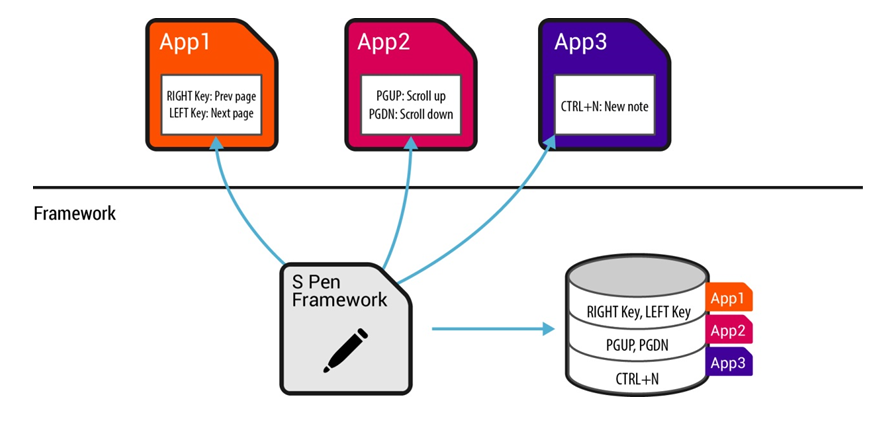 App1
RIGHT Key: Prev page
LEFT Key: Next page
App2
PGUP: Scroll up
PGDN: Scroll down
App3
CTRL+N: New note
Framework
S Pen
Framework
RIGHT Key, LEFT Key
App1
PGUP, PGDN
App2
CTRL+N
App3